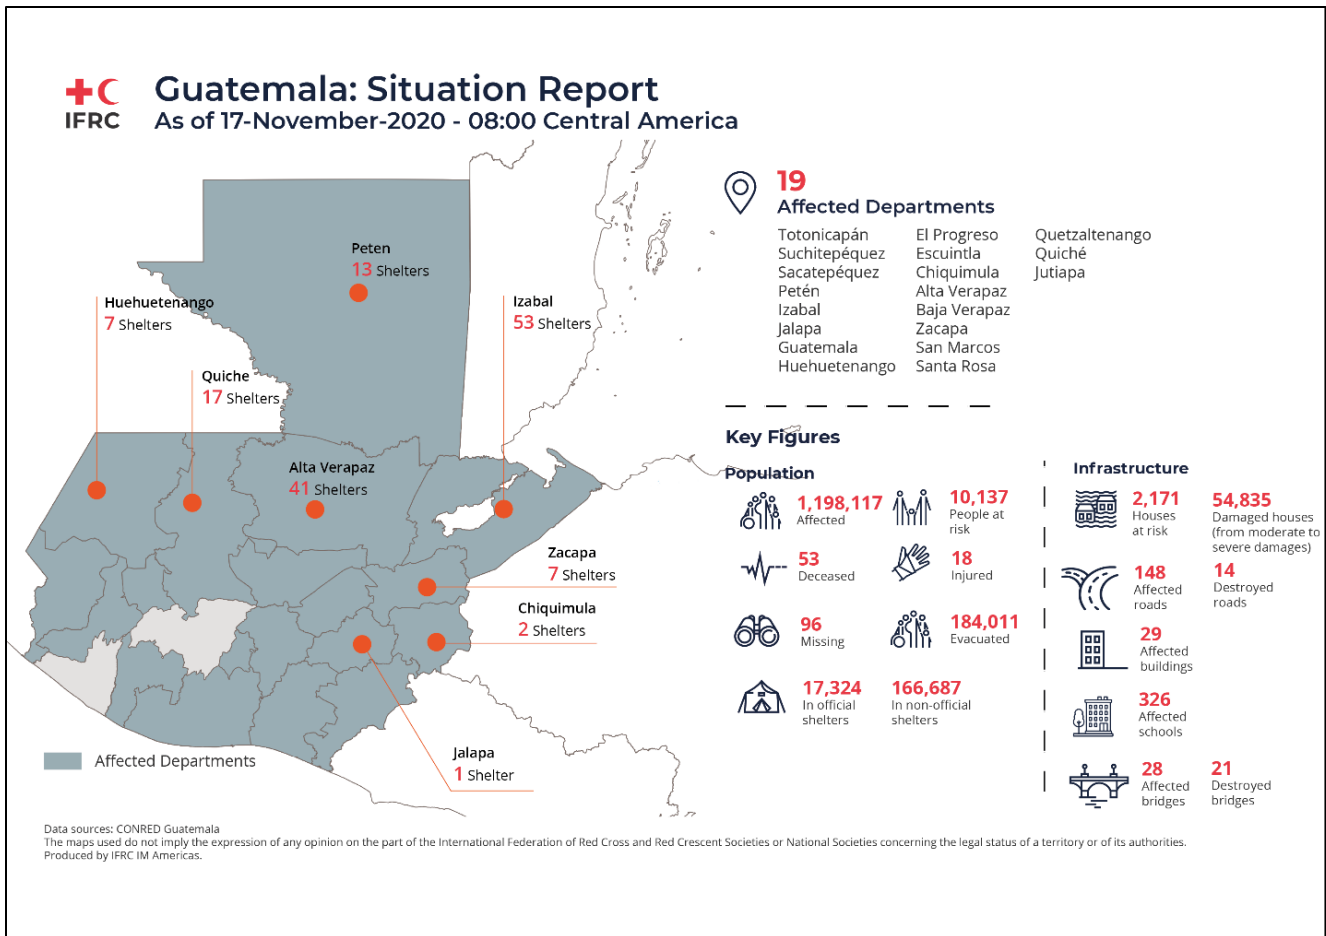 IFRC
Guatemala: Situation Report
As of 17-November-2020 - 08:00 Central America
Peten
13 Shelters
Huehuetenango
7 Shelters
Izabal
53 Shelters
Quiche
17 Shelters
Alta Verapaz
41 Shelters
Zacapa
7 Shelters
Chiquimula
2 Shelters
Jalapa
1 Shelter
Affected Departments
19
Affected Departments
Totonicapán
Suchitepéquez
Sacatepéquez
Petén
Izabal
Jalapa
Guatemala
Huehuetenango
El Progreso
Escuintla
Chiquimula
Alta Verapaz
Baja Verapaz
Zacapa
San Marcos
Santa Rosa
Quetzaltenango
Quiché
Jutiapa
Key Figures
Population
1,198,117
Affected
10,137
People at
risk
53
Deceased
18
Injured
96
Missing
184,011
Evacuated
17,324
In official
shelters
166,687
In non-official
shelters
Infrastructure
2,171
Houses
at risk
54,835
Damaged houses
(from moderate to
severe damages)
148
Affected
roads
14
Destroyed
roads
29
Affected
buildings
326
Affected
schools
28
Affected
bridges
21
Destroyed
bridges
Data sources: CONRED Guatemala
The maps used do not imply the expression of any opinion on the part of the International Federation of Red Cross and Red Crescent Societies or National Societies concerning the legal status of a territory or of its authorities.
Produced by IFRC IM Americas.